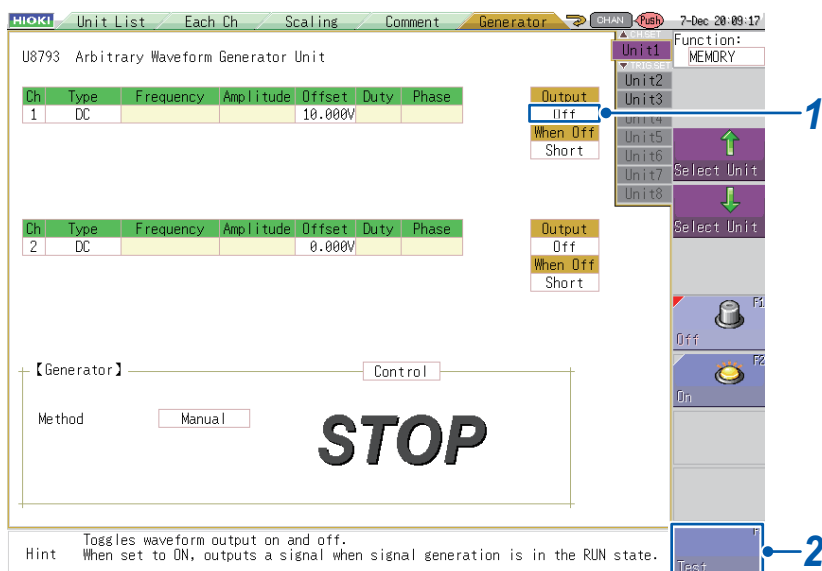 HIOKI Unit List Each Ch Scaling Comment Generator CHAN Push 7-Dec 20:09:17
▲CH.SET Function:
Unit1 MEMORY
▼TRIG.SET
U8793 Arbitrary Waveform Generator Unit
Unit2
Ch Type Frequency Amplitude Offset Duty Phase Output Unit3
1 DC 10.000V Off Unit4
1
When Off Unit5
Short Unit6
Unit7
Unit8
Select Unit
Select Unit
Ch Type Frequency Amplitude Offset Duty Phase Output
2 DC 0.000V Off
When Off
Short
F1
Off
【Generator】 Control
F2
On
Method Manual
STOP
Hint Toggles waveform output on and off.
When set to ON, outputs a signal when signal generation is in the RUN state.
Test
2